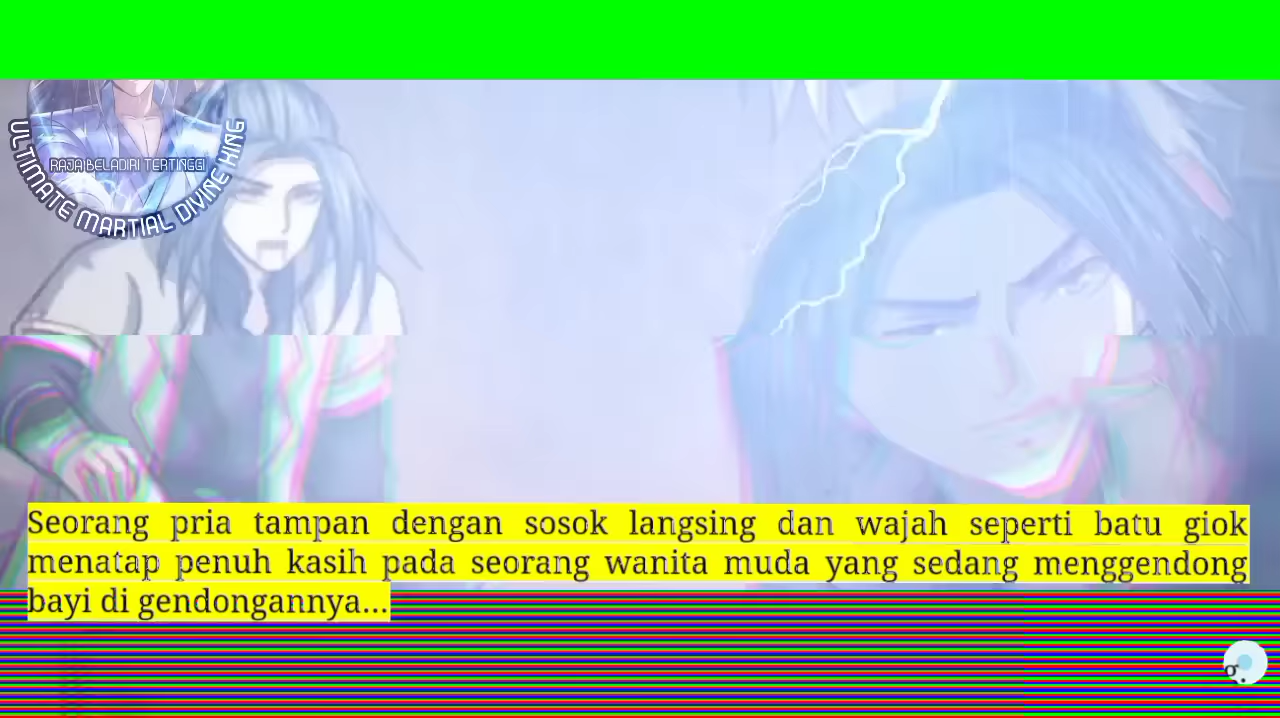 RAJA BELADIRI TERTINGGI
ULTIMATE MARTIAL DIVINE KING
Seorang pria tampan dengan sosok langsing dan wajah seperti batu giok
menatap penuh kasih pada seorang wanita muda yang sedang menggendong
bayi di gendongannya...
g.